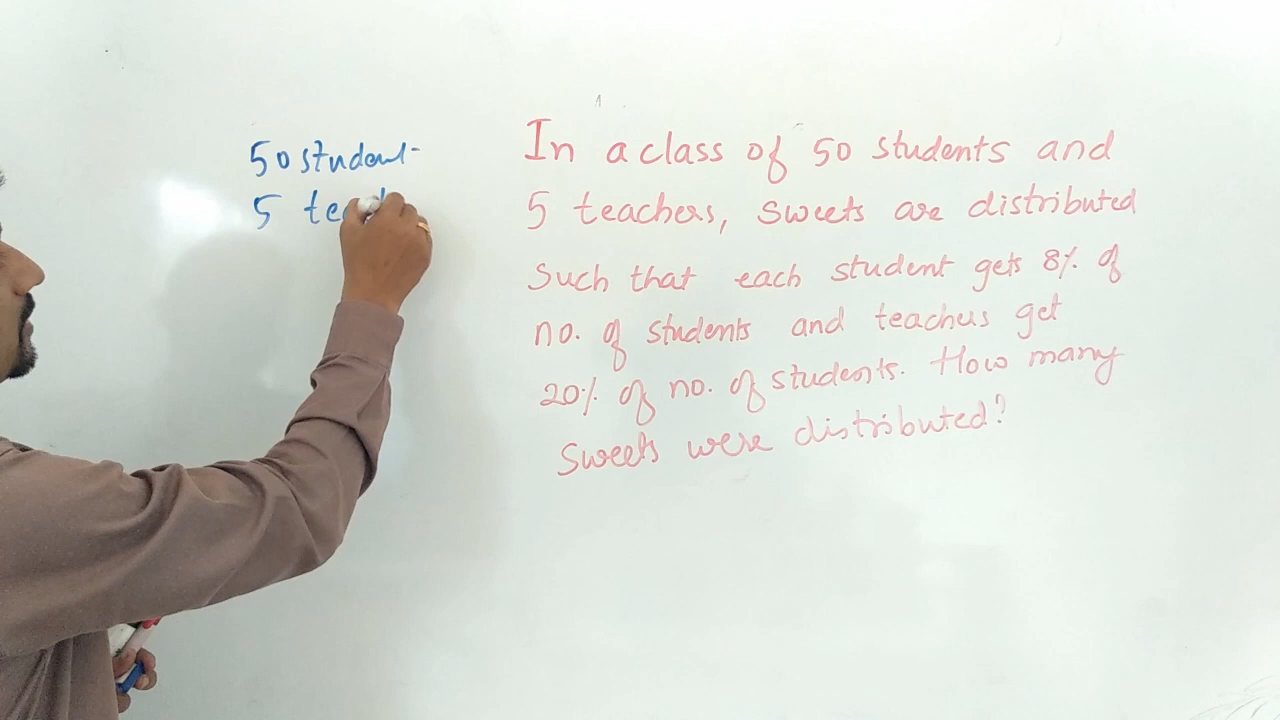 50 student
5
In a class of 50 students and
5 teachers, sweets are distributed
Such that each student gets 8% of
no. of students and teachers get
20% of no. of students. How many
Sweets were distributed?